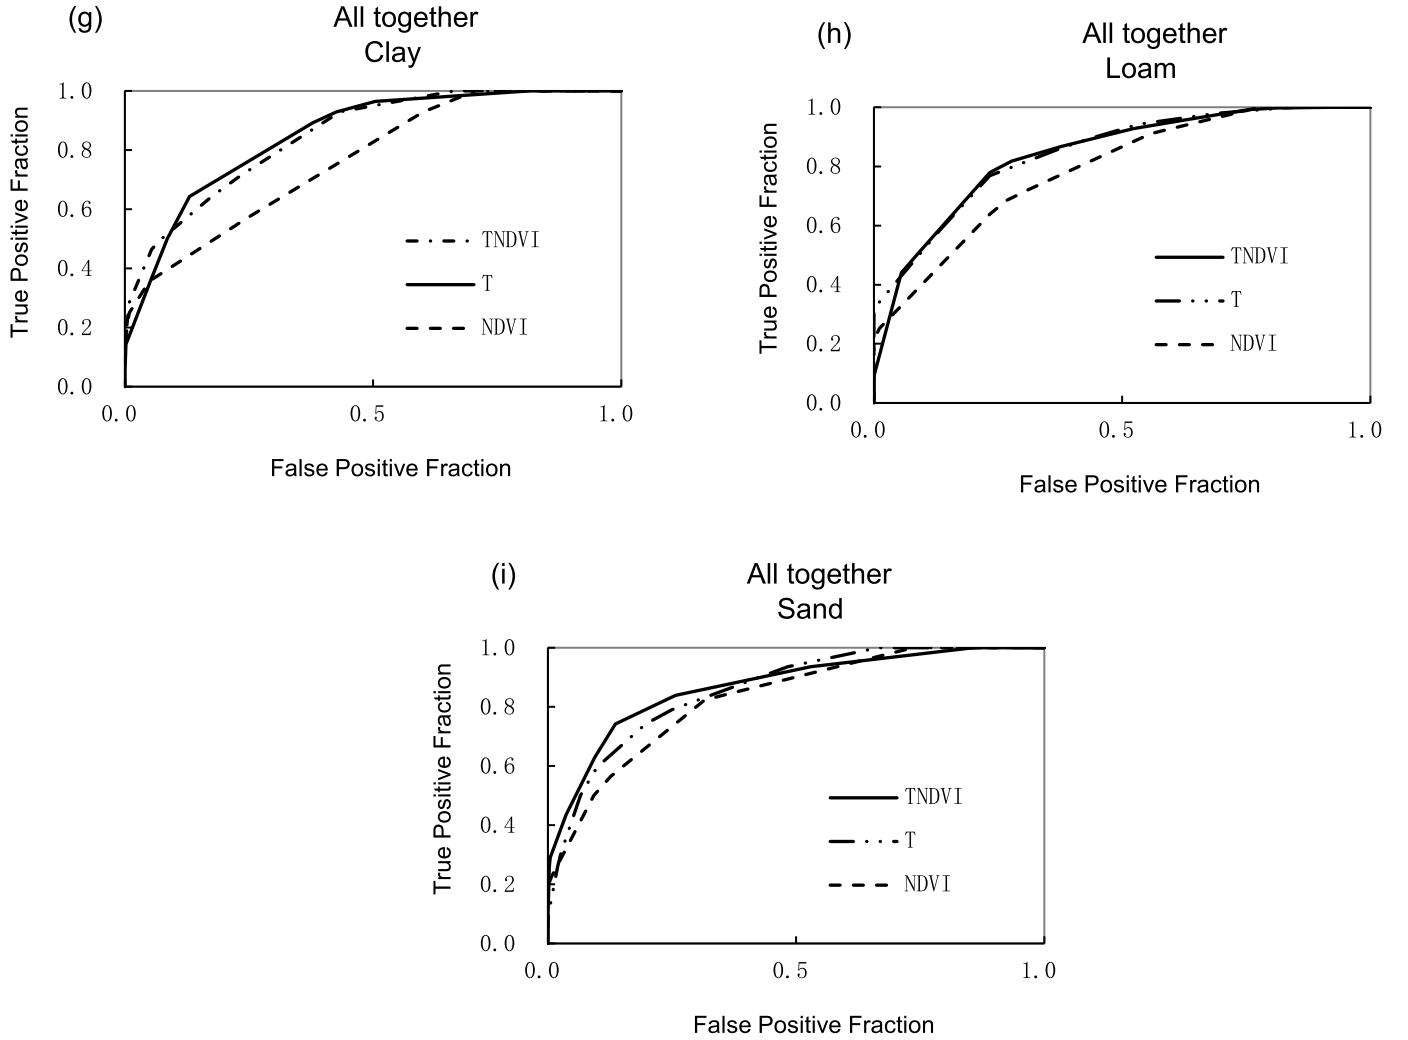 (g)
All together
Clay
True Positive Fraction
1.0
0.8
0.6
0.4
0.2
0.0
TNDVI
T
NDVI
0.0 0.5 1.0
False Positive Fraction
(h)
All together
Loam
True Positive Fraction
1.0
0.8
0.6
0.4
0.2
0.0
TNDVI
T
NDVI
0.0 0.5 1.0
False Positive Fraction
(i)
All together
Sand
True Positive Fraction
1.0
0.8
0.6
0.4
0.2
0.0
TNDVI
T
NDVI
0.0 0.5 1.0
False Positive Fraction